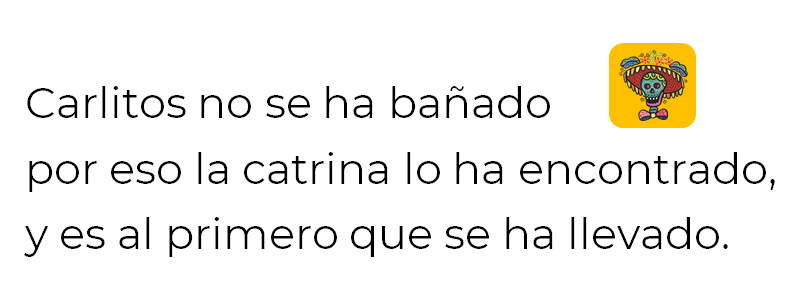 Carlitos no se ha bañado
por eso la catrina lo ha encontrado,
y es al primero que se ha llevado.